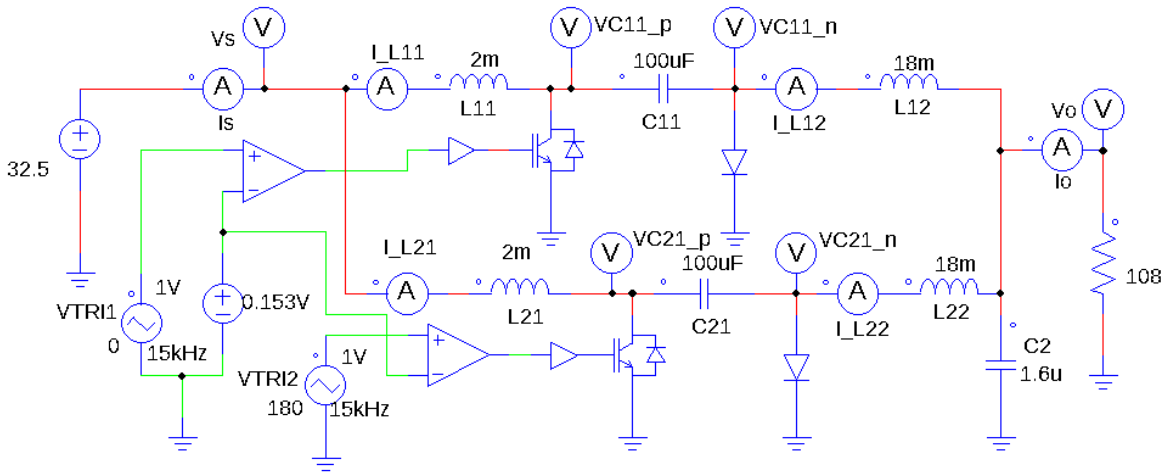 Vs
V
I_L11
2m
VC11_p
V
100uF
VC11_n
V
18m
A
Is
A
L11
C11
A
I_L12
L12
Vo
V
A
Io
32.5
I_L21
A
2m
L21
VC21_p
V
100uF
C21
VC21_n
V
A
I_L22
18m
L22
108
1V
VTRI1
0
15kHz
0.153V
1V
VTRI2
180
15kHz
C2
1.6u